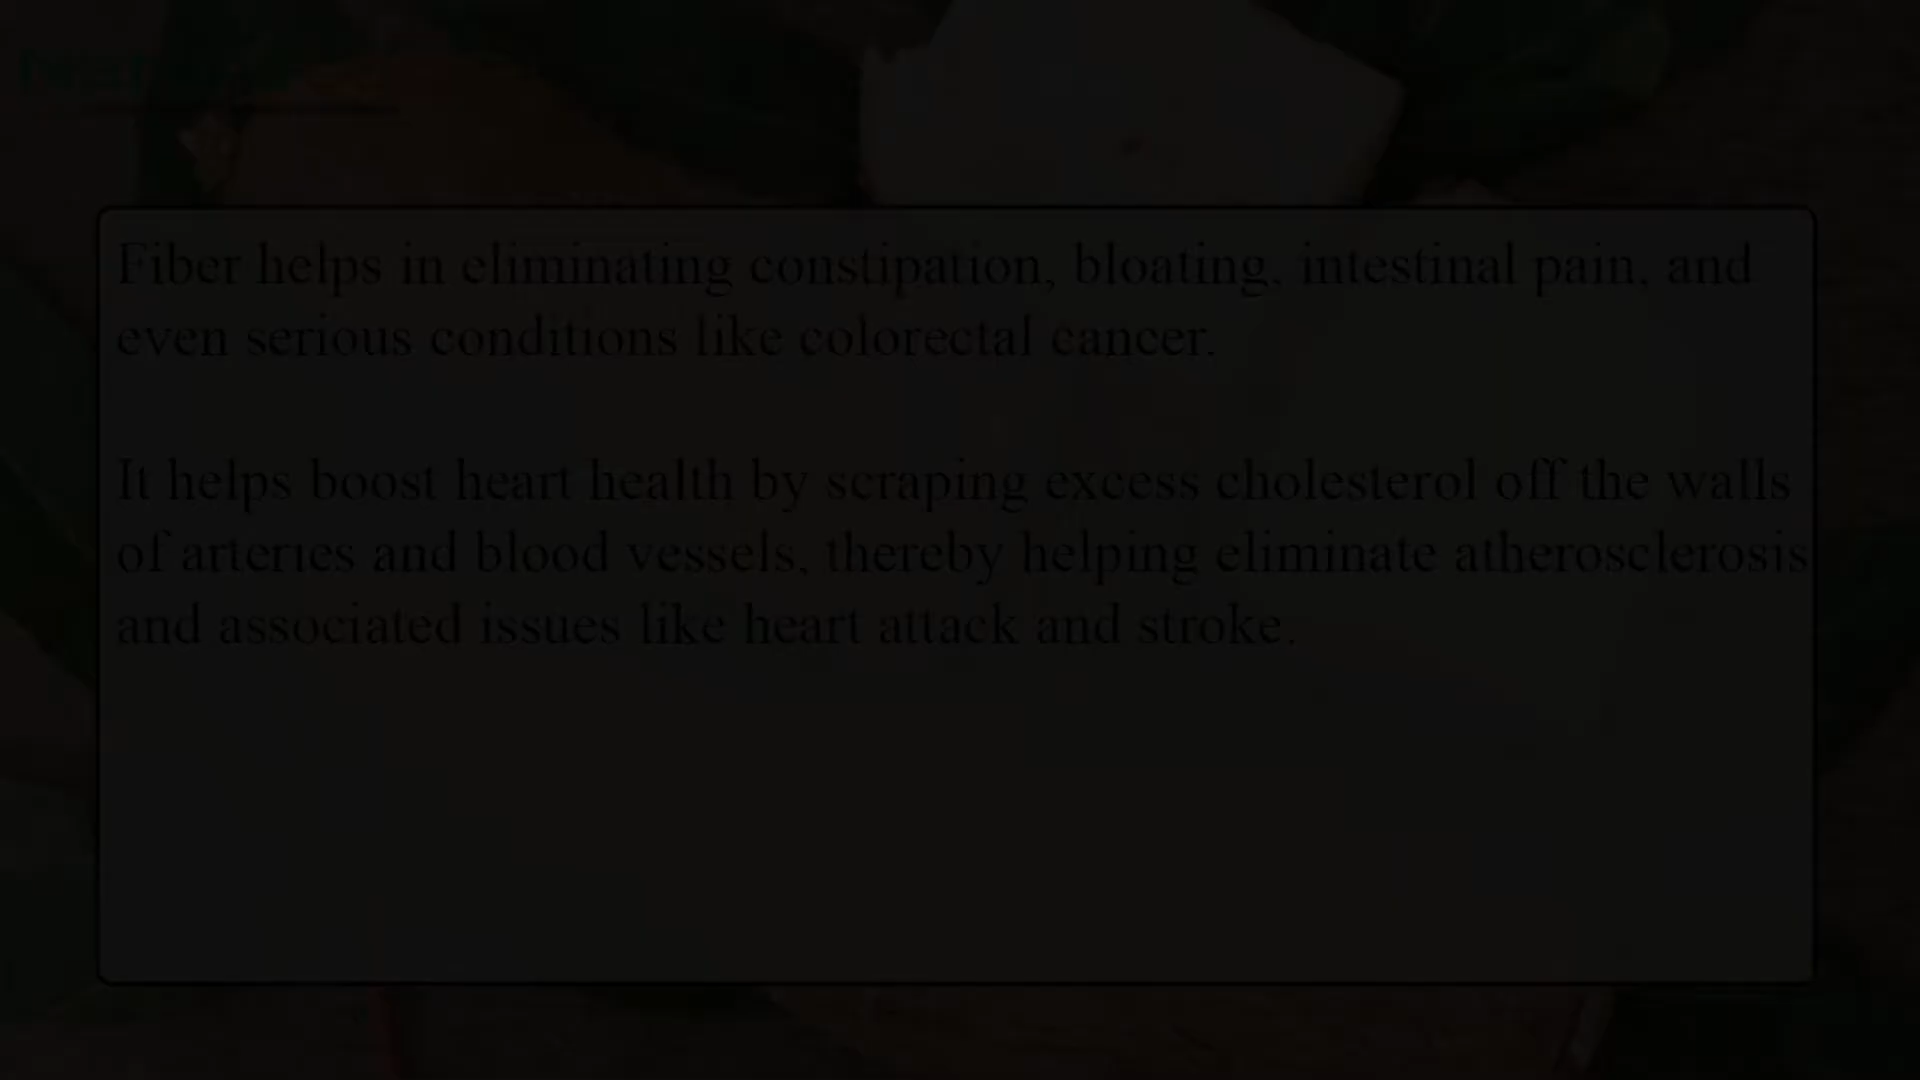 Fiber helps in eliminating constipation, bloating, intestinal pain, and
even serious conditions like colorectal cancer.
It helps boost heart health by scraping excess cholesterol off the walls
of arteries and blood vessels, thereby helping eliminate atherosclerosis
and associated issues like heart attack and stroke.